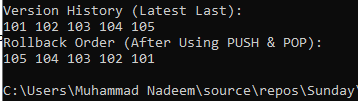 Version History (Latest Last):
101 102 103 104 105
Rollback Order (After Using PUSH & POP):
105 104 103 102 101
C:\Users\Muhammad Nadeem\source\repos\Sunday\